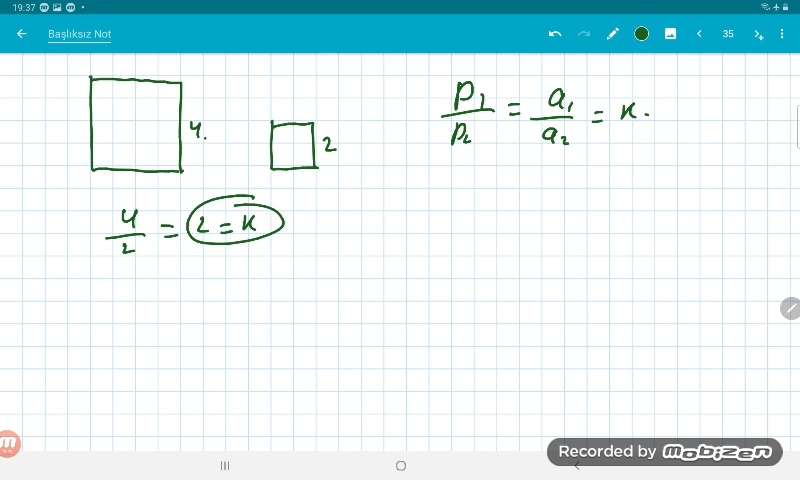 19:37
Başlıksız Not
35
4.
2
P1/P2 = a1/a2 = K.
4/2 = 2 = K
Recorded by mobizen